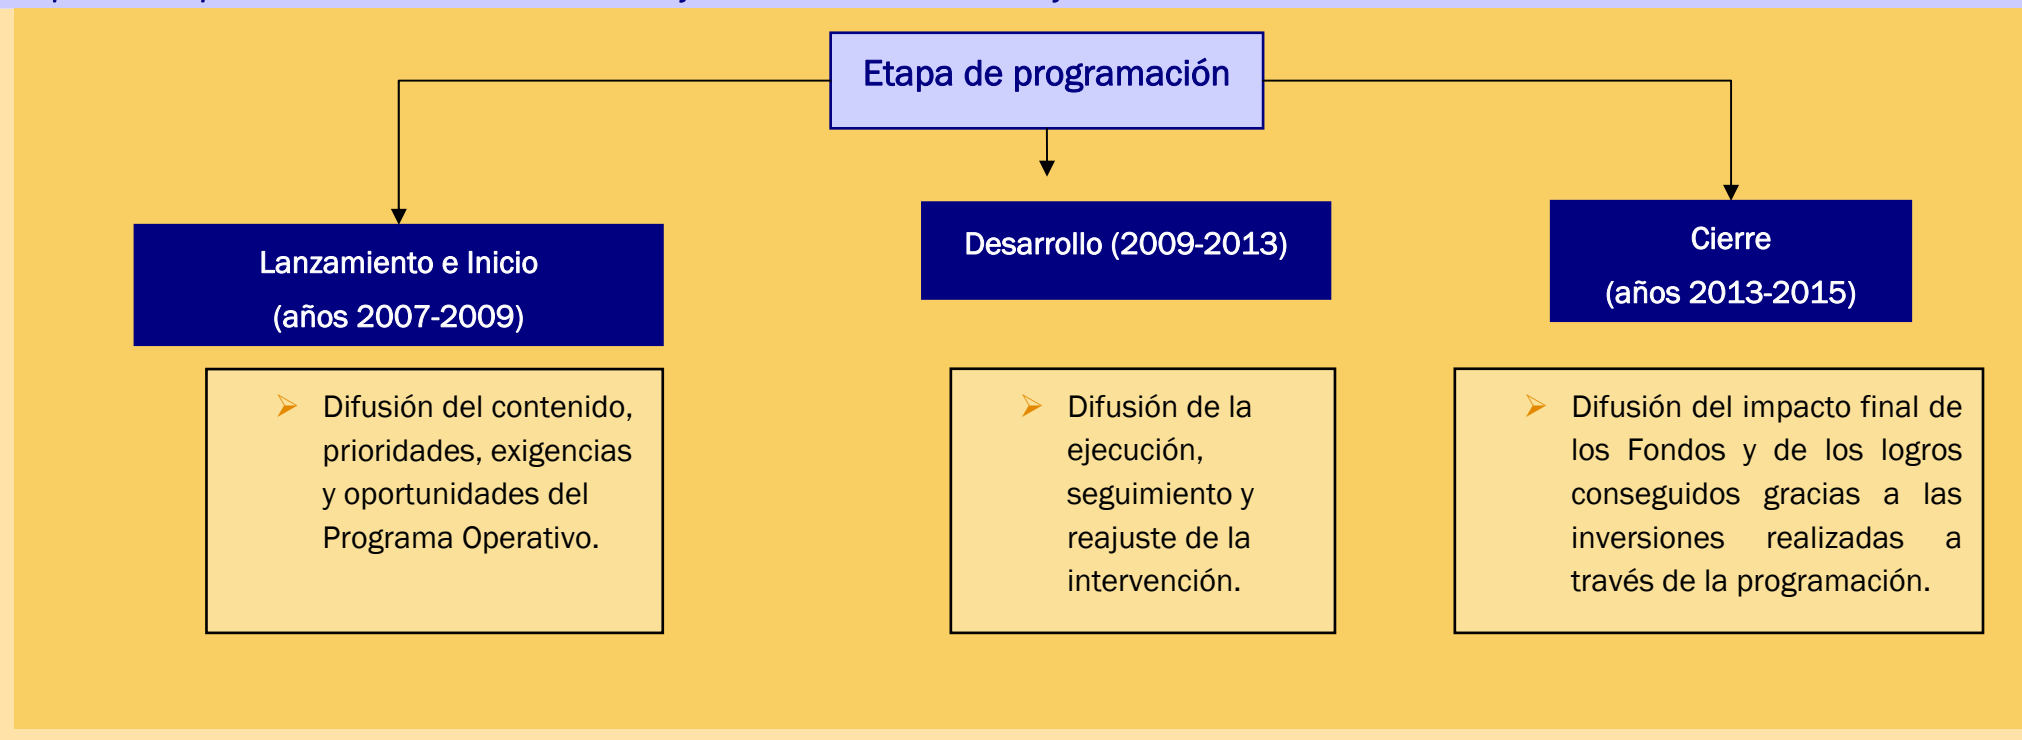 Etapa de programación
Lanzamiento e Inicio
(años 2007-2009)
Desarrollo (2009-2013)
Cierre
(años 2013-2015)
➢ Difusión del contenido,
prioridades, exigencias
y oportunidades del
Programa Operativo.
➢ Difusión de la
ejecución,
seguimiento y
reajuste de la
intervención.
➢ Difusión del impacto final de
los Fondos y de los logros
conseguidos gracias a las
inversiones realizadas a
través de la programación.